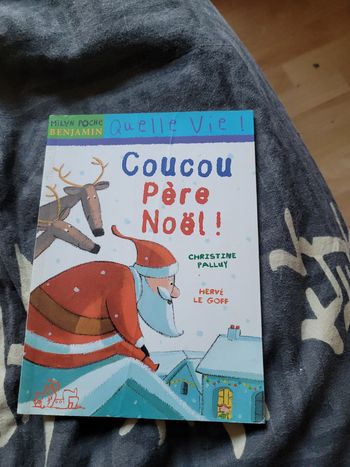 MILAN POCHE
BENJAMIN
Quelle Vie !
Coucou
Père
Noël !
CHRISTINE
PALLUY
HERVÉ
LE GOFF